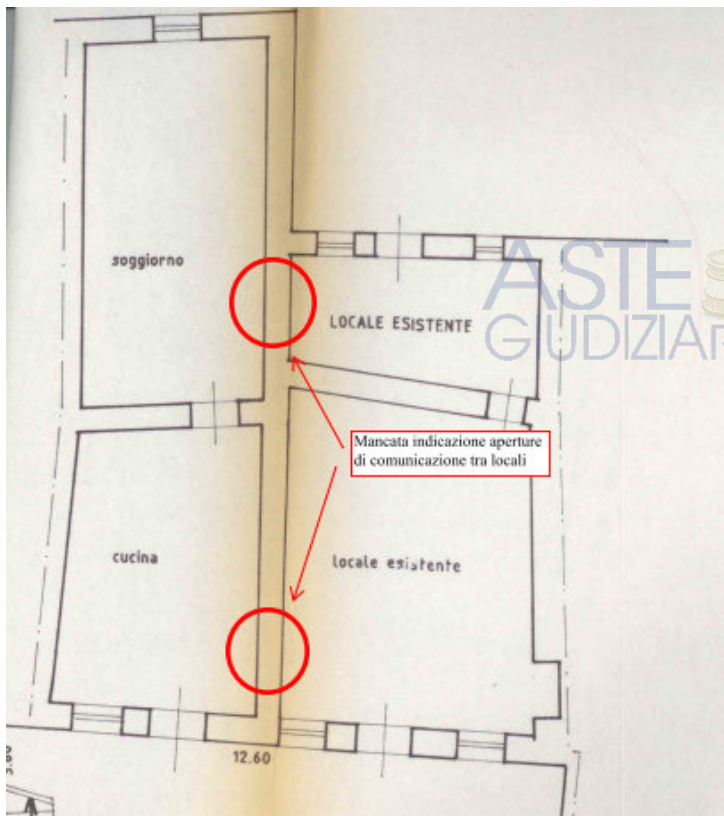 soggiorno
LOCALE ESISTENTE
ASTE
GIUDIZIAR
Mancata indicazione aperture
di comunicazione tra locali
cucina
locale esistente
12.60